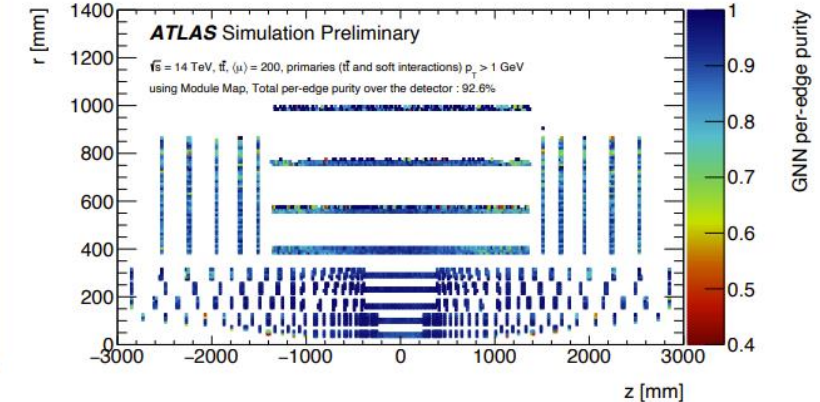 r [mm]
1400
1200
1000
800
600
400
200
0
ATLAS Simulation Preliminary
√s = 14 TeV, tt̄, ⟨μ⟩ = 200, primaries (tt̄ and soft interactions) p_T > 1 GeV
using Module Map, Total per-edge purity over the detector : 92.6%
−3000 −2000 −1000 0 1000 2000 3000
z [mm]
1
0.9
0.8
0.7
0.6
0.5
0.4
GNN per-edge purity